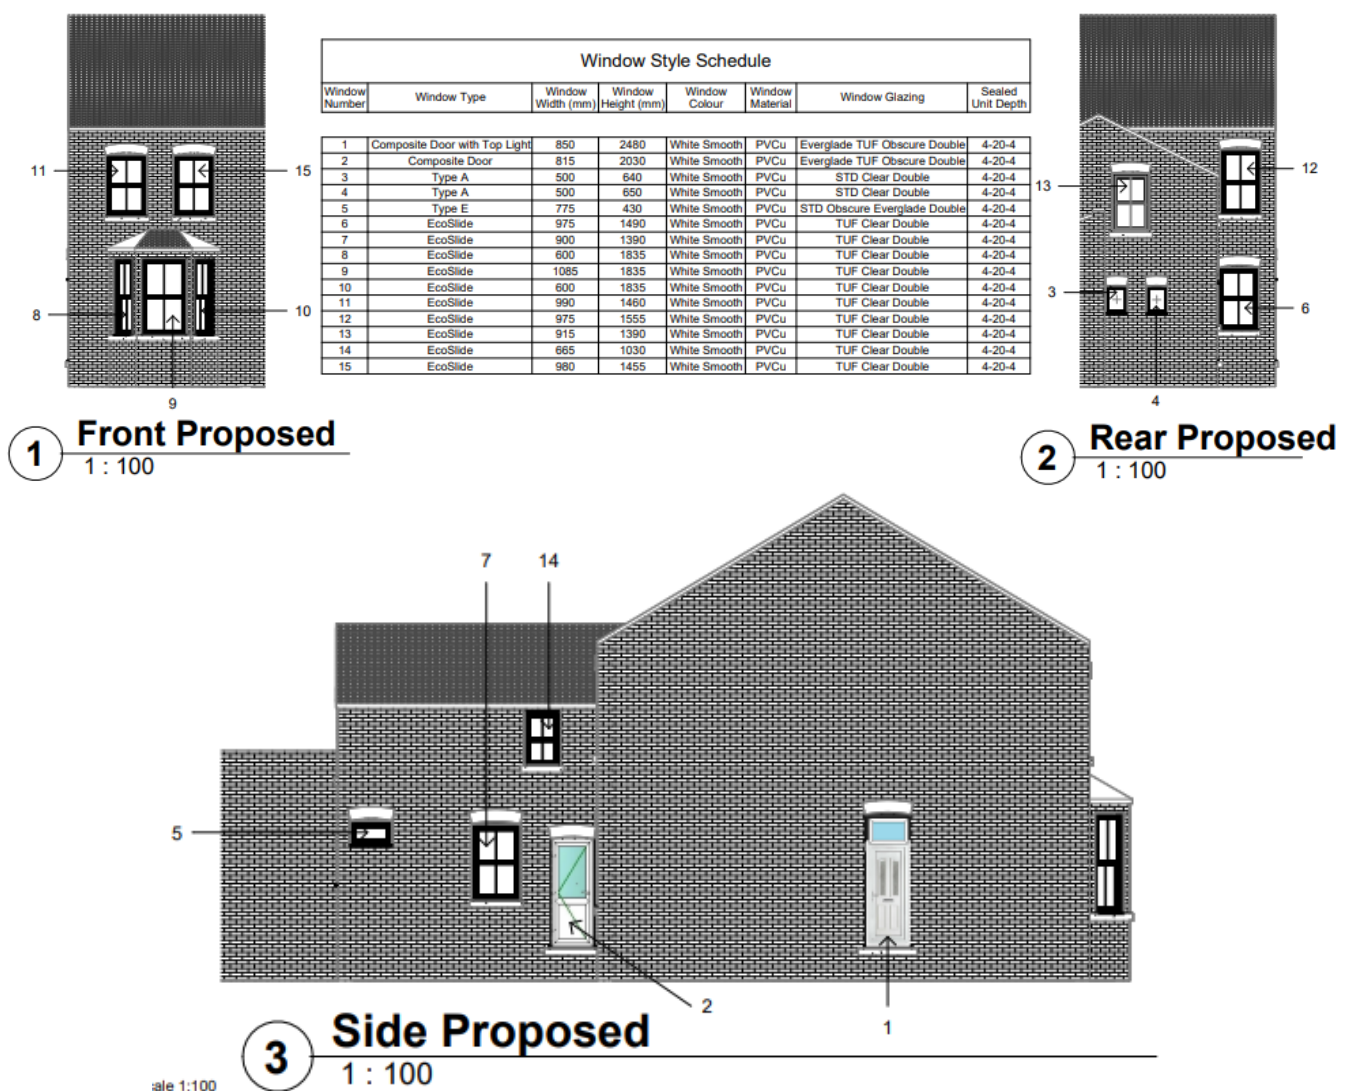 Window Style Schedule
Window Number | Window Type | Window Width (mm) | Window Height (mm) | Window Colour | Window Material | Window Glazing | Sealed Unit Depth
1 Composite Door with Top Light 850 2480 White Smooth PVCu Everglade TUF Obscure Double 4-20-4
2 Composite Door 815 2030 White Smooth PVCu Everglade TUF Obscure Double 4-20-4
3 Type A 500 640 White Smooth PVCu STD Clear Double 4-20-4
4 Type A 500 650 White Smooth PVCu STD Clear Double 4-20-4
5 Type E 775 430 White Smooth PVCu STD Obscure Everglade Double 4-20-4
6 EcoSlide 975 1490 White Smooth PVCu TUF Clear Double 4-20-4
7 EcoSlide 900 1390 White Smooth PVCu TUF Clear Double 4-20-4
8 EcoSlide 600 1835 White Smooth PVCu TUF Clear Double 4-20-4
9 EcoSlide 1085 1835 White Smooth PVCu TUF Clear Double 4-20-4
10 EcoSlide 600 1835 White Smooth PVCu TUF Clear Double 4-20-4
11 EcoSlide 990 1460 White Smooth PVCu TUF Clear Double 4-20-4
12 EcoSlide 975 1555 White Smooth PVCu TUF Clear Double 4-20-4
13 EcoSlide 915 1390 White Smooth PVCu TUF Clear Double 4-20-4
14 EcoSlide 665 1030 White Smooth PVCu TUF Clear Double 4-20-4
15 EcoSlide 980 1455 White Smooth PVCu TUF Clear Double 4-20-4
11
15
8
10
9
1 Front Proposed
1 : 100
12
13
3
6
4
2 Rear Proposed
1 : 100
7
14
5
2
1
3 Side Proposed
1 : 100
ale 1:100